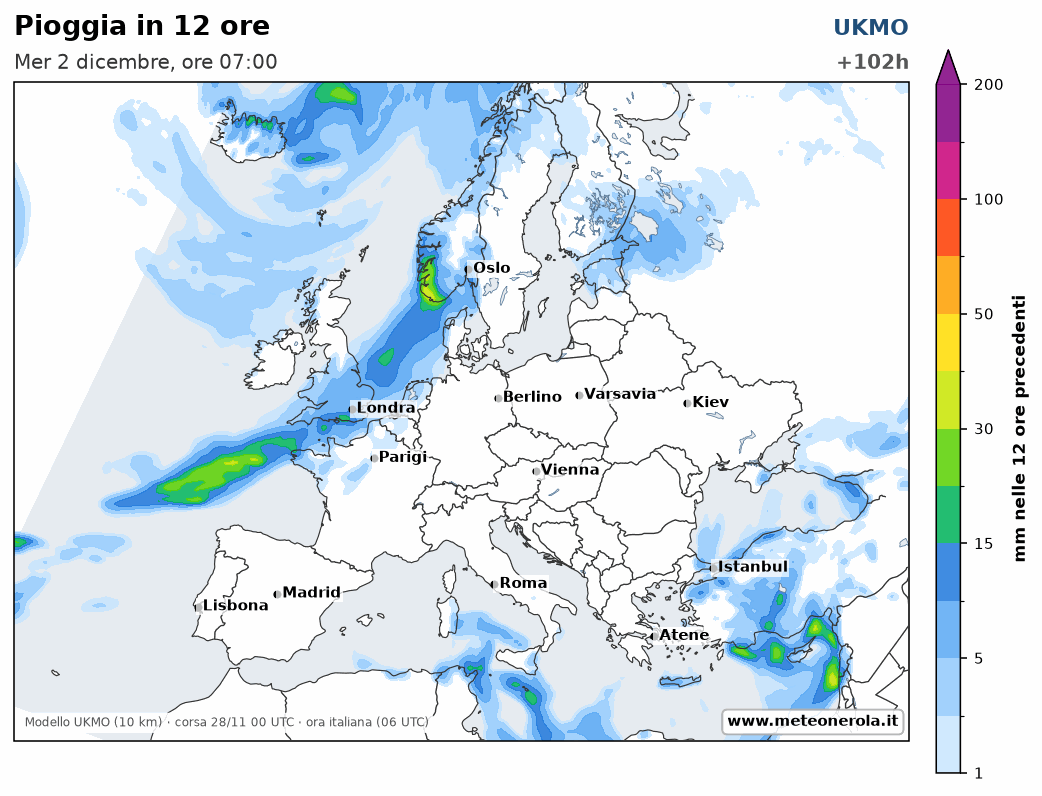 Pioggia in 12 ore
UKMO
Mer 2 dicembre, ore 07:00
+102h
200
100
50
30
15
5
1
mm nelle 12 ore precedenti
Oslo
Londra
Berlino
Varsavia
Kiev
Parigi
Vienna
Istanbul
Roma
Madrid
Lisbona
Atene
Modello UKMO (10 km) · corsa 28/11 00 UTC · ora italiana (06 UTC)
www.meteonerola.it